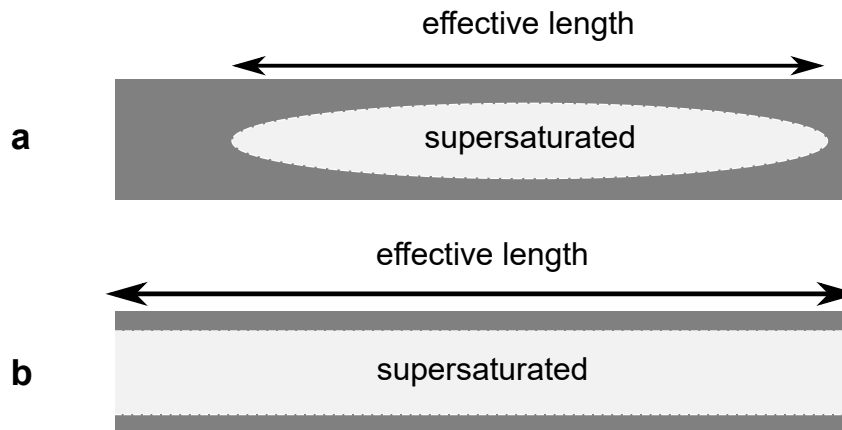 effective length
a
supersaturated
effective length
b
supersaturated